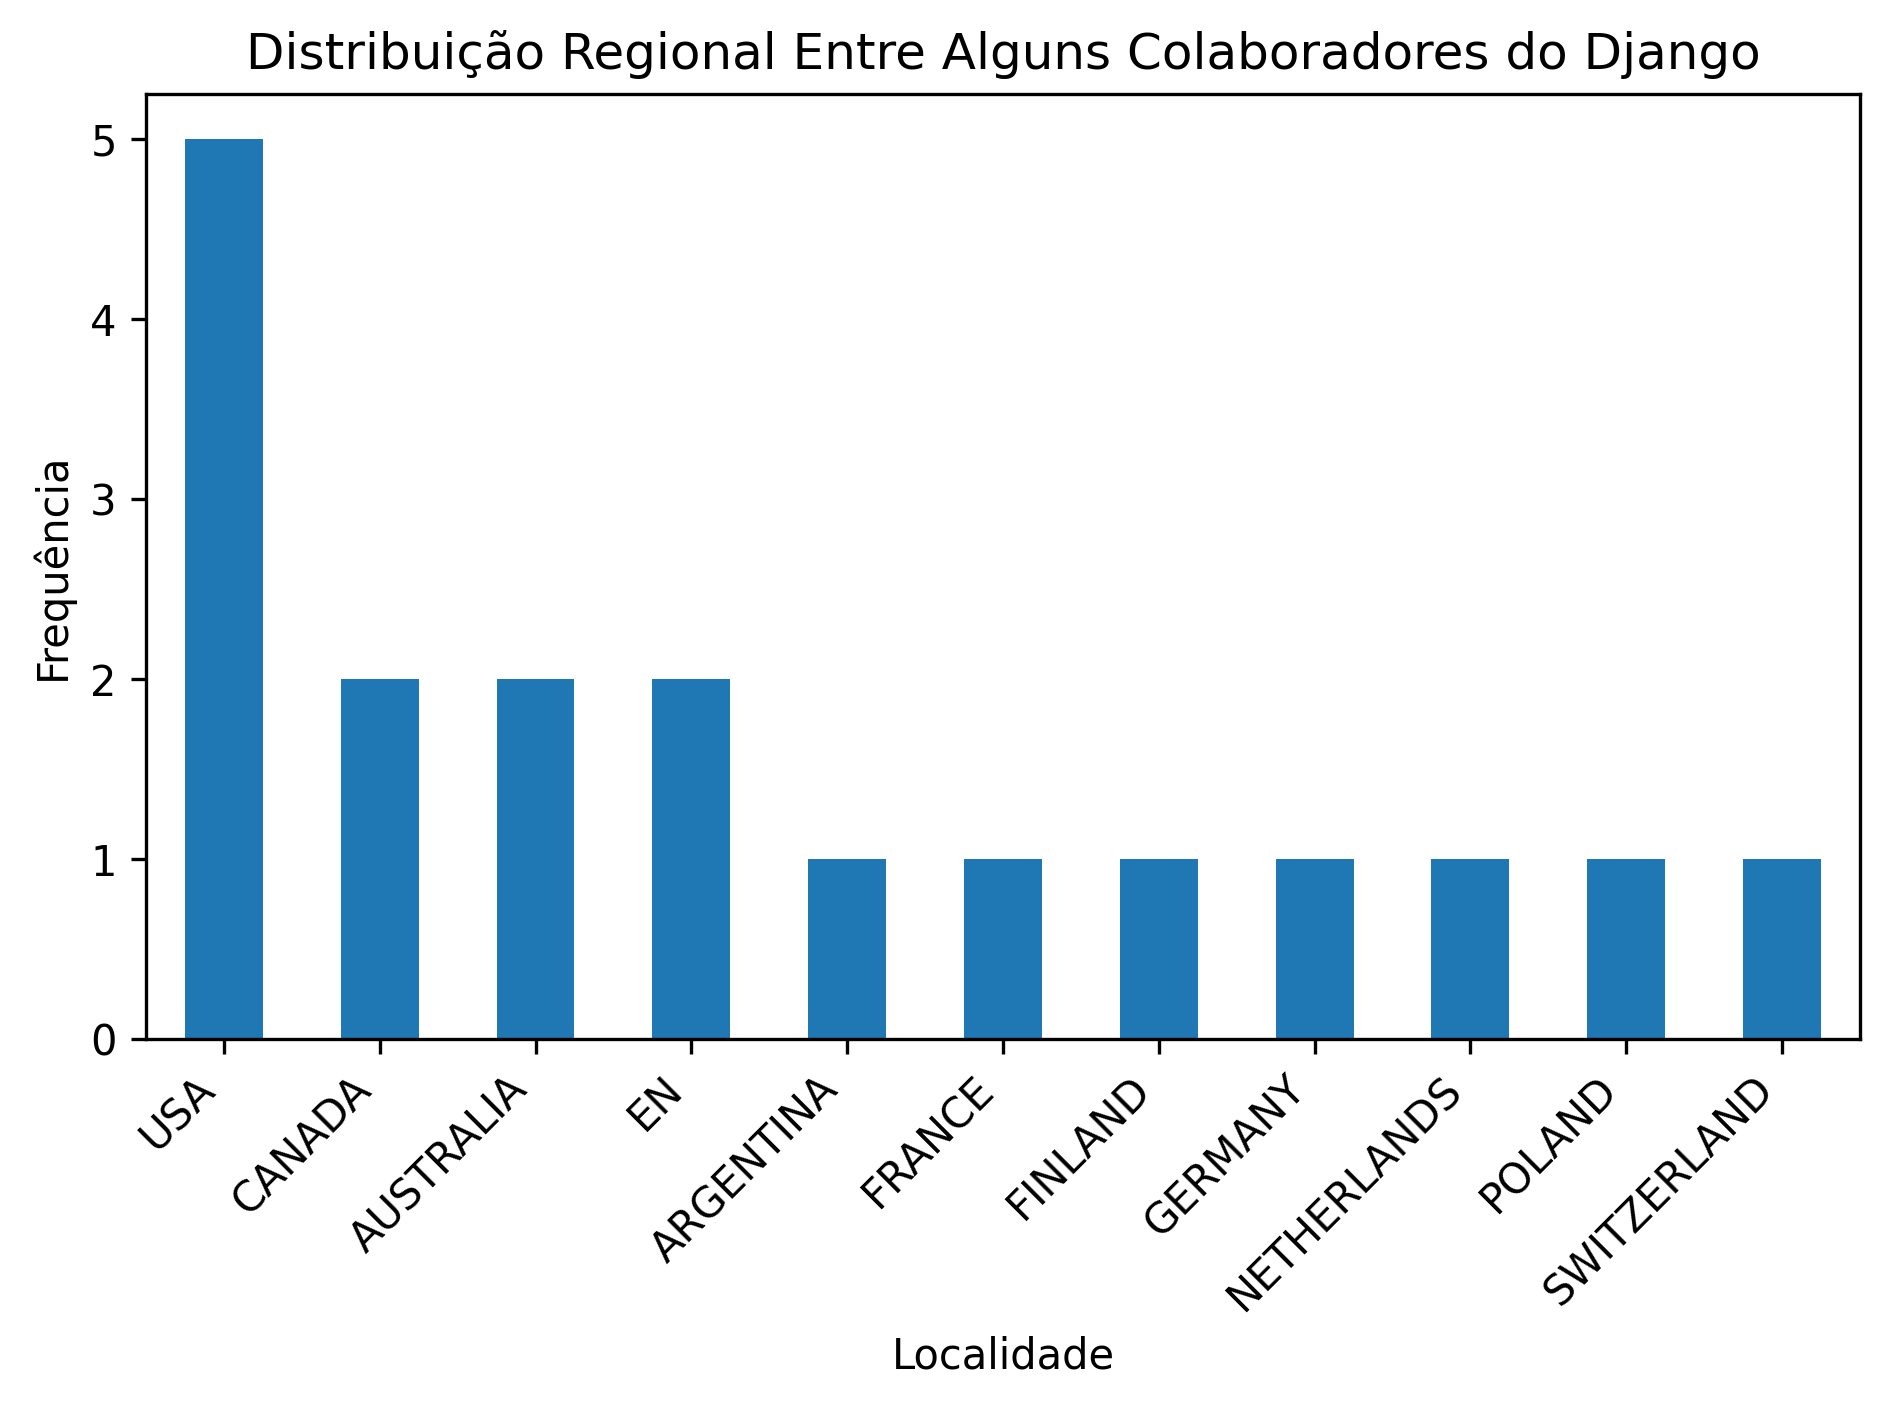 Distribuição Regional Entre Alguns Colaboradores do Django
Frequência
5
4
3
2
1
0
USA
CANADA
AUSTRALIA
EN
ARGENTINA
FRANCE
FINLAND
GERMANY
NETHERLANDS
POLAND
SWITZERLAND
Localidade